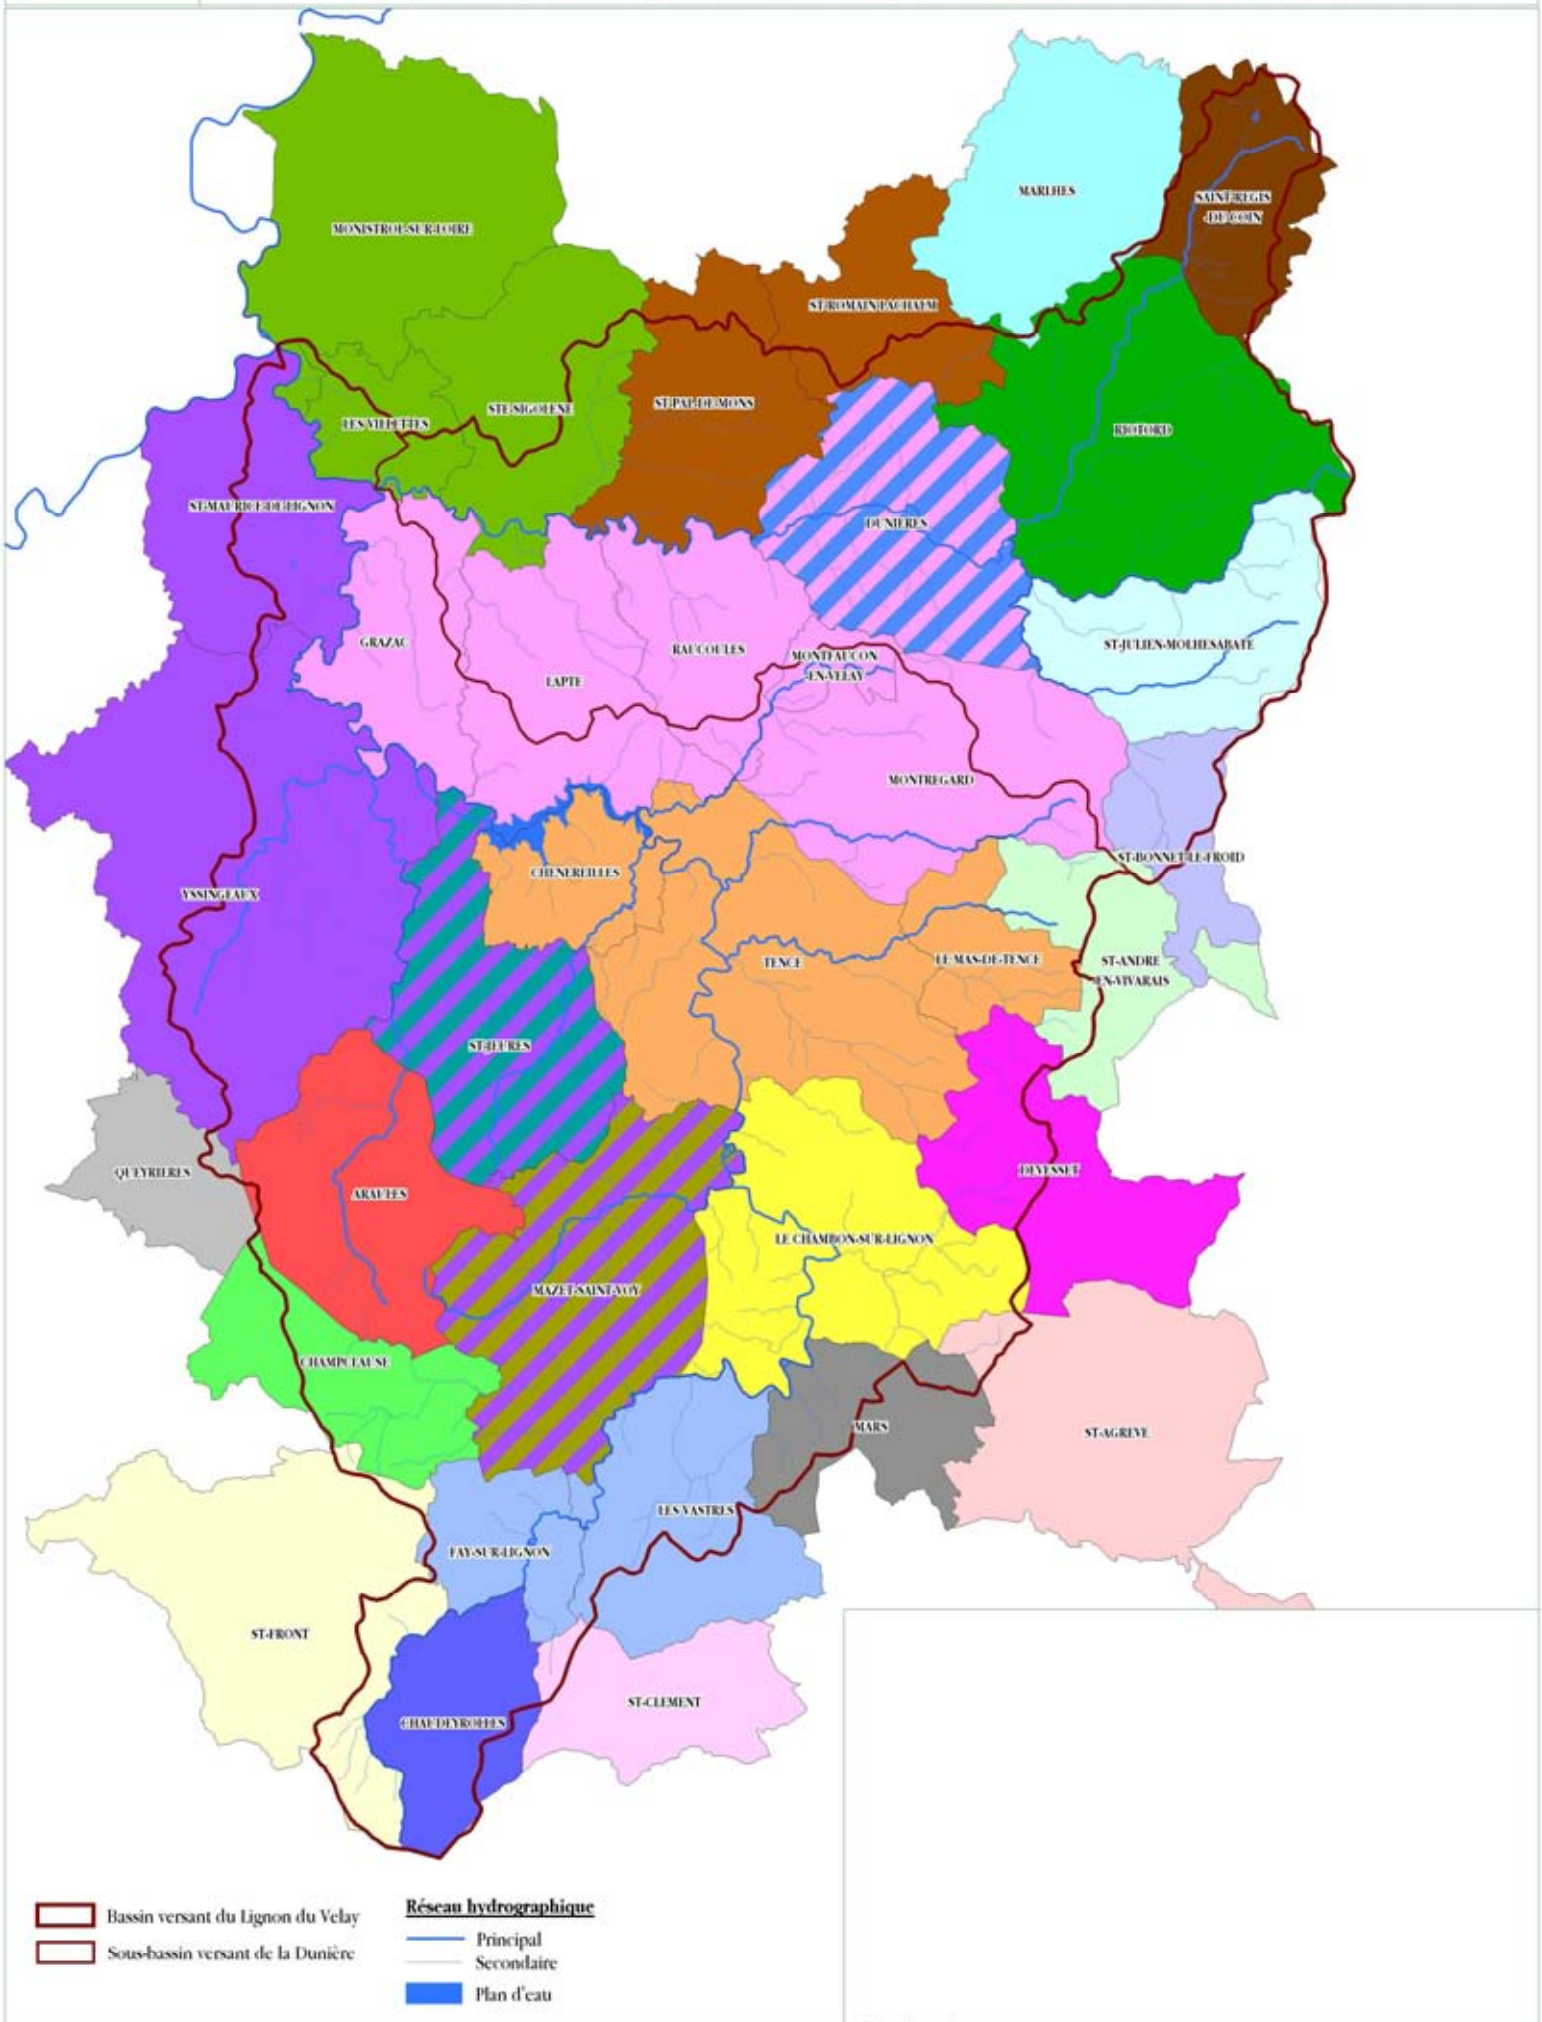 MARLHES
SAINT-REGIS
-DU-COIN
MONISTROL-SUR-LOIRE
ST-ROMAIN-LACHALM
ST-PAL-DE-MONS
STE-SIGOLENE
LES VILLETTES
RIOTORD
ST-MAURICE-DE-LIGNON
DUNIERES
GRAZAC
ST-JULIEN-MOLHESABATE
RAUCOULES
MONTFAUCON
-EN-VELAY
LAPTE
MONTREGARD
ST-BONNET-LE-FROID
CHENEREILLES
YSSINGEAUX
TENCE
LE MAS-DE-TENCE
ST-ANDRE
-EN-VIVARAIS
ST-JEURES
QUEYRIERES
DEVESSET
ARAULES
LE CHAMBON-SUR-LIGNON
MAZET-SAINT-VOY
CHAMPCLAUSE
MARS
ST-AGREVE
LES VASTRES
FAY-SUR-LIGNON
ST-FRONT
ST-CLEMENT
CHAUDEYROLLES
Bassin versant du Lignon du Velay
Sous-bassin versant de la Dunière
Réseau hydrographique
Principal
Secondaire
Plan d'eau